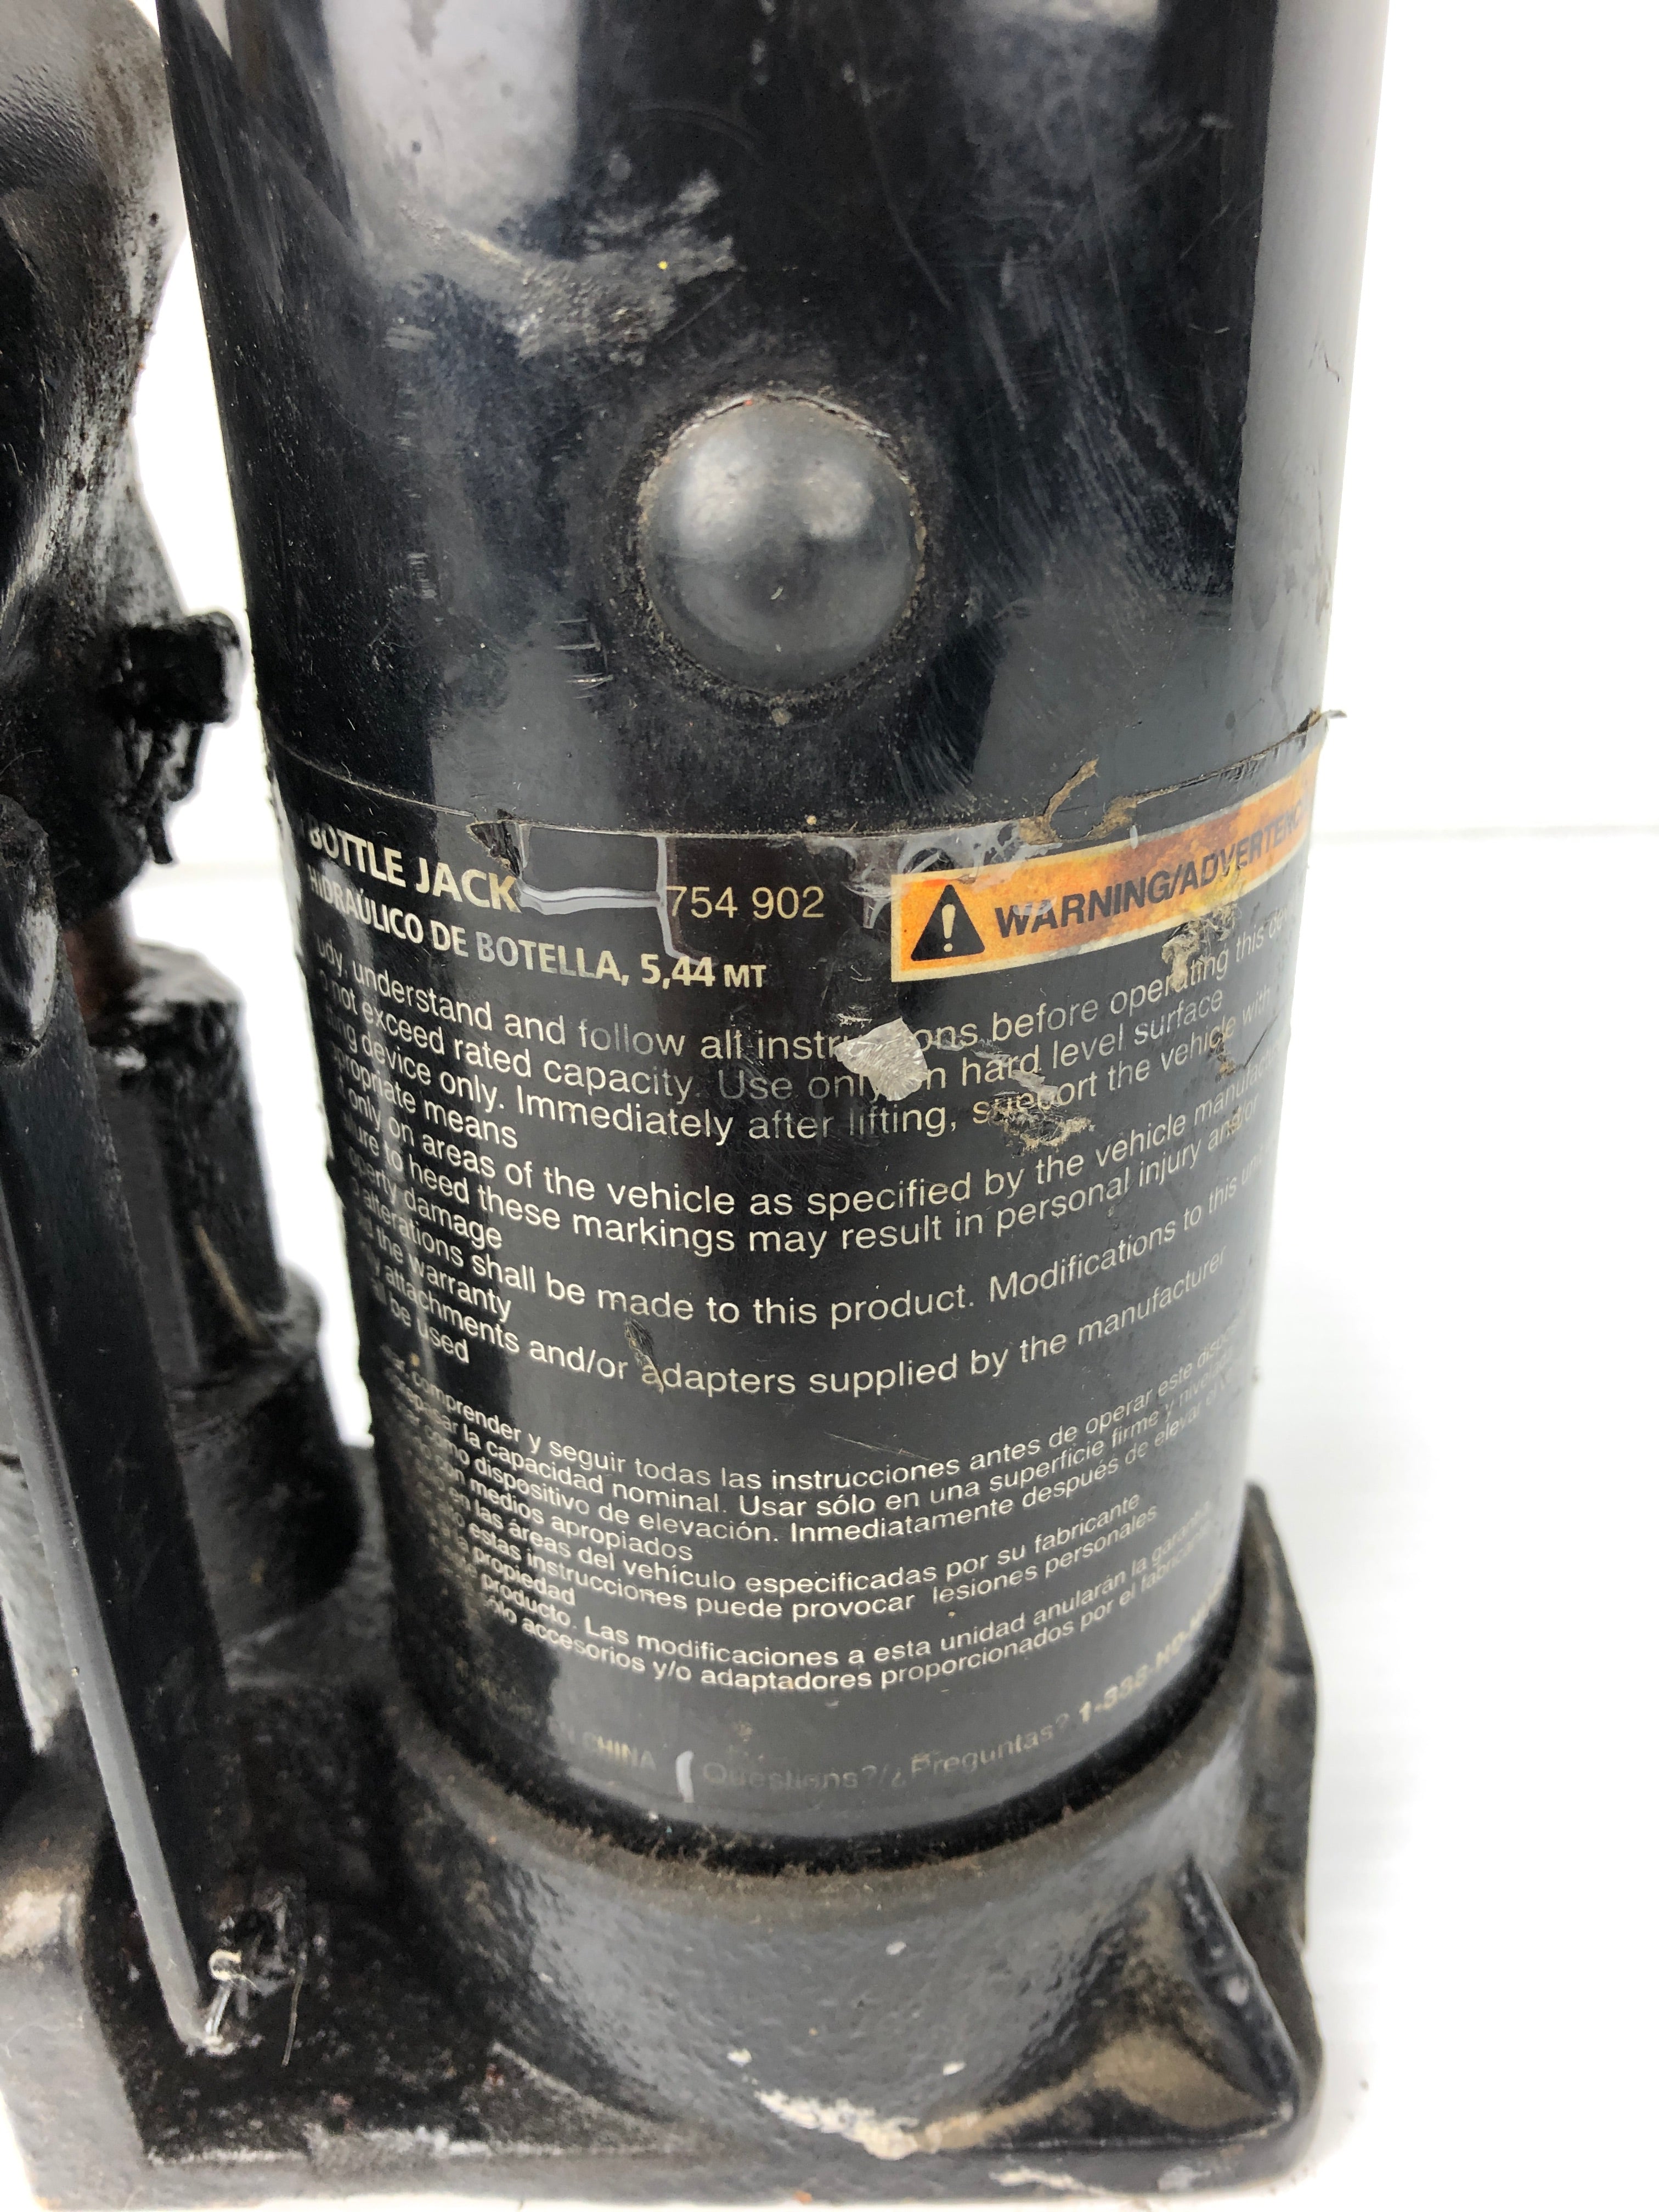 BOTTLE JACK 754 902
HIDRAÚLICO DE BOTELLA, 5,44 MT
WARNING/ADVERTENC
understand and follow all before operating this
not exceed rated capacity. Use only on hard level surface
device only. Immediately after lifting, support the vehicle with
means
only on areas of the vehicle as specified by the vehicle
to heed these markings may result in personal injury and/or
damage
alterations shall be made to this product. Modifications to this
the warranty
attachments and/or adapters supplied by the manufacturer
be used
comprender y seguir todas las instrucciones antes de operar este
la capacidad nominal. Usar sólo en una superficie firme y
como dispositivo de elevación. Inmediatamente después de elevar el
con medios apropiados
en las áreas del vehículo especificadas por su fabricante
estas instrucciones puede provocar lesiones personales
la propiedad
producto. Las modificaciones a esta unidad anularán la
sólo accesorios y/o adaptadores proporcionados por el
CHINA Questions?/¿Preguntas?